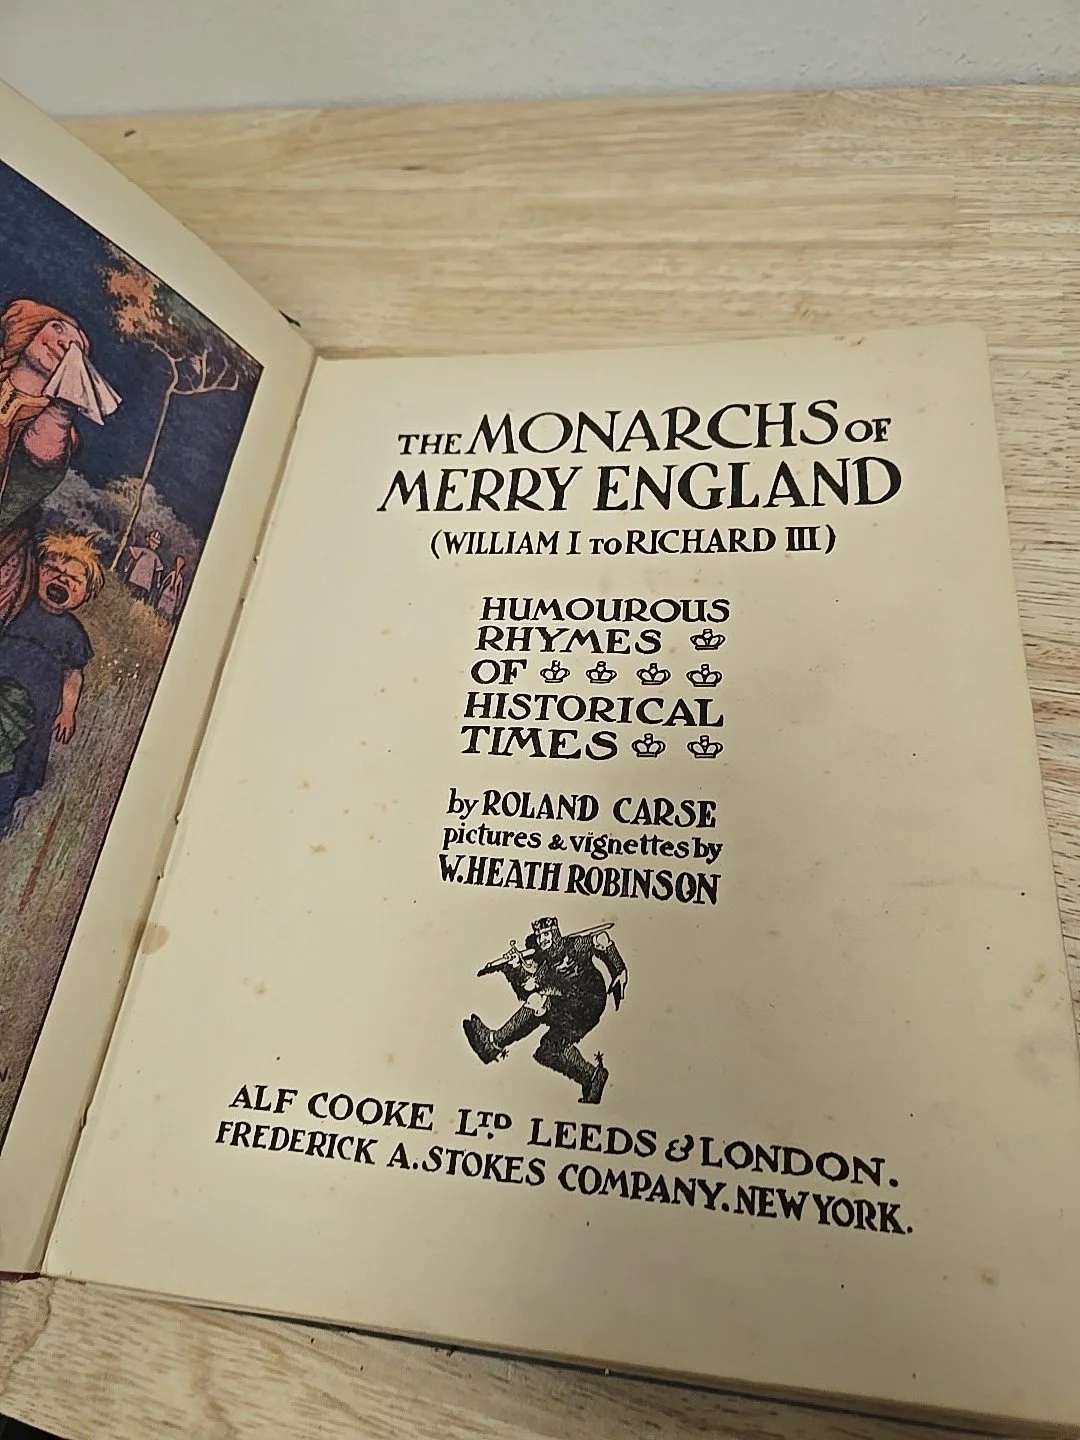 THE MONARCHS OF
MERRY ENGLAND
(WILLIAM I TO RICHARD III)
HUMOUROUS
RHYMES
OF
HISTORICAL
TIMES
by ROLAND CARSE
pictures & vignettes by
W. HEATH ROBINSON
ALF COOKE LTD LEEDS & LONDON.
FREDERICK A. STOKES COMPANY. NEW YORK.